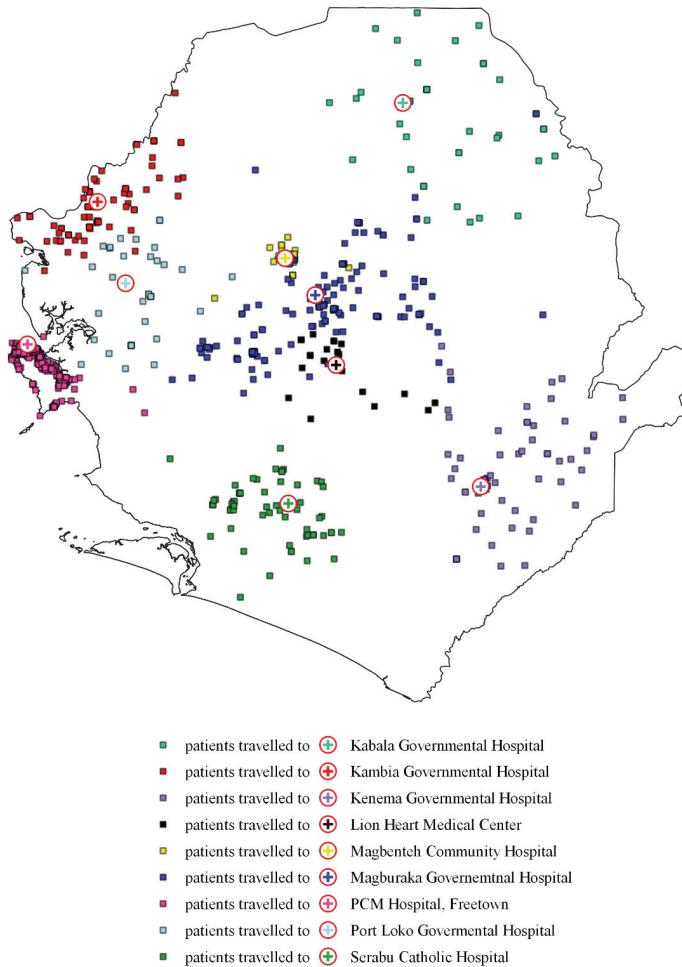 patients travelled to Kabala Governmental Hospital
patients travelled to Kambia Governmental Hospital
patients travelled to Kenema Governmental Hospital
patients travelled to Lion Heart Medical Center
patients travelled to Magbenteh Community Hospital
patients travelled to Magburaka Governemtnal Hospital
patients travelled to PCM Hospital, Freetown
patients travelled to Port Loko Govermental Hospital
patients travelled to Serabu Catholic Hospital